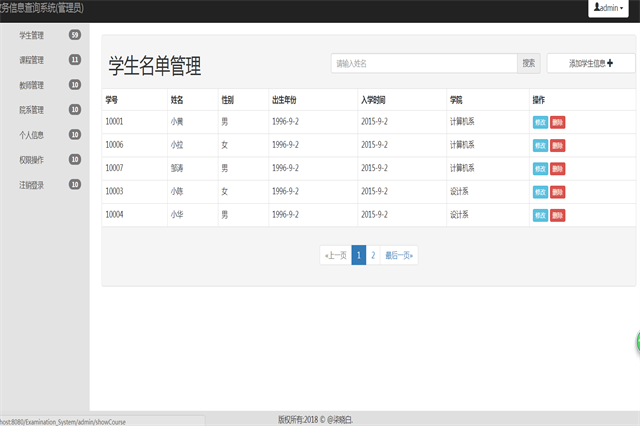 务信息查询系统(管理员)
admin
学生管理 59
课程管理 11
教师管理 10
院系管理 10
个人信息 10
权限操作 10
注销登录 10
学生名单管理
请输入姓名 搜索 添加学生信息
学号 姓名 性别 出生年份 入学时间 学院 操作
10001 小黄 男 1996-9-2 2015-9-2 计算机系 修改 删除
10006 小拉 女 1996-9-2 2015-9-2 计算机系 修改 删除
10007 邹涛 男 1996-9-2 2015-9-2 计算机系 修改 删除
10003 小陈 女 1996-9-2 2015-9-2 设计系 修改 删除
10004 小华 男 1996-9-2 2015-9-2 设计系 修改 删除
«上一页 1 2 最后一页»
版权所有:2018 © @柒晓白.
host:8080/Examination_System/admin/showCourse